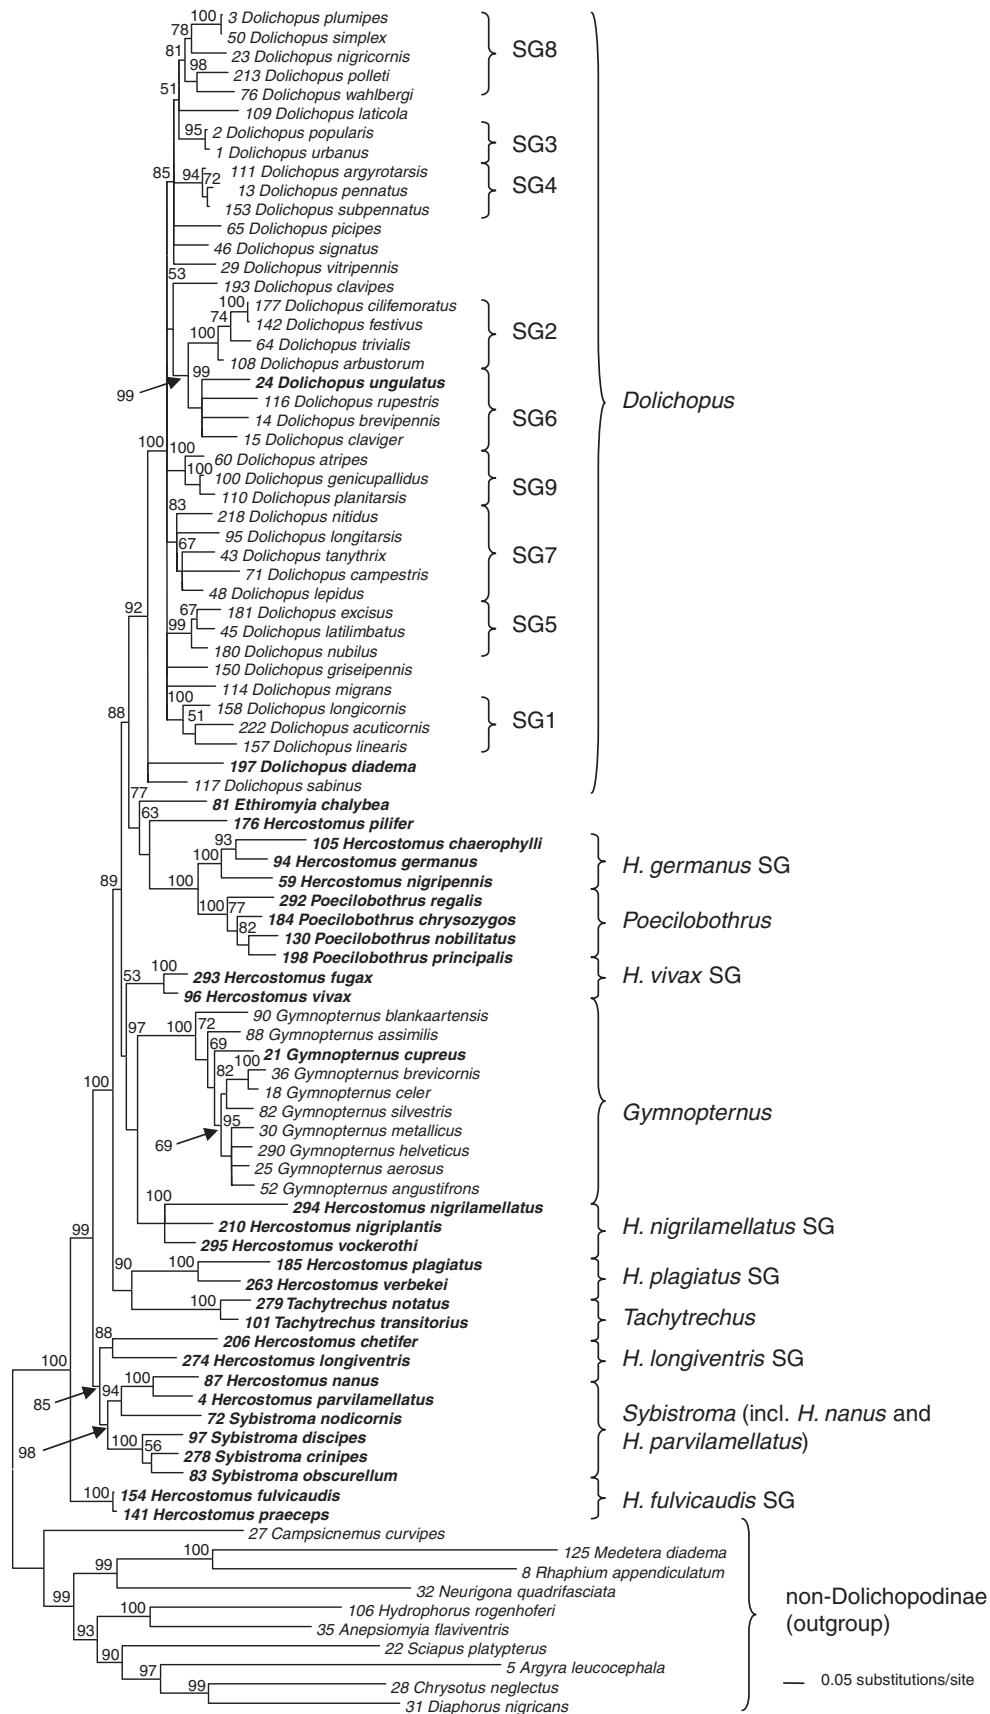 100
3 Dolichopus plumipes
78
50 Dolichopus simplex
81
23 Dolichopus nigricornis
SG8
98
213 Dolichopus polleti
51
76 Dolichopus wahlbergi
109 Dolichopus laticola
95
2 Dolichopus popularis
SG3
1 Dolichopus urbanus
85
94
72
111 Dolichopus argyrotarsis
13 Dolichopus pennatus
SG4
153 Dolichopus subpennatus
65 Dolichopus picipes
46 Dolichopus signatus
29 Dolichopus vitripennis
53
193 Dolichopus clavipes
100
177 Dolichopus cilifemoratus
74
142 Dolichopus festivus
SG2
100
64 Dolichopus trivialis
108 Dolichopus arbustorum
99
24 Dolichopus ungulatus
99
116 Dolichopus rupestris
14 Dolichopus brevipennis
SG6
15 Dolichopus claviger
Dolichopus
100
100
60 Dolichopus atripes
100
100 Dolichopus genicupallidus
SG9
110 Dolichopus planitarsis
83
218 Dolichopus nitidus
95 Dolichopus longitarsis
67
43 Dolichopus tanythrix
SG7
71 Dolichopus campestris
48 Dolichopus lepidus
92
67
181 Dolichopus excisus
99
45 Dolichopus latilimbatus
SG5
180 Dolichopus nubilus
150 Dolichopus griseipennis
114 Dolichopus migrans
100
158 Dolichopus longicornis
88
51
222 Dolichopus acuticornis
SG1
157 Dolichopus linearis
197 Dolichopus diadema
117 Dolichopus sabinus
77
81 Ethiromyia chalybea
63
176 Hercostomus pilifer
93
105 Hercostomus chaerophylli
100
94 Hercostomus germanus
H. germanus SG
89
100
59 Hercostomus nigripennis
292 Poecilobothrus regalis
100
77
184 Poecilobothrus chrysozygos
Poecilobothrus
82
130 Poecilobothrus nobilitatus
198 Poecilobothrus principalis
53
100
293 Hercostomus fugax
H. vivax SG
96 Hercostomus vivax
97
100
90 Gymnopternus blankaartensis
72
88 Gymnopternus assimilis
69
21 Gymnopternus cupreus
100
82
100
36 Gymnopternus brevicornis
18 Gymnopternus celer
82 Gymnopternus silvestris
Gymnopternus
69
95
30 Gymnopternus metallicus
290 Gymnopternus helveticus
25 Gymnopternus aerosus
52 Gymnopternus angustifrons
100
294 Hercostomus nigrilamellatus
210 Hercostomus nigriplantis
H. nigrilamellatus SG
99
295 Hercostomus vockerothi
90
100
185 Hercostomus plagiatus
H. plagiatus SG
263 Hercostomus verbekei
100
279 Tachytrechus notatus
Tachytrechus
101 Tachytrechus transitorius
88
206 Hercostomus chetifer
H. longiventris SG
100
274 Hercostomus longiventris
85
94
100
87 Hercostomus nanus
4 Hercostomus parvilamellatus
72 Sybistroma nodicornis
Sybistroma (incl. H. nanus and
H. parvilamellatus)
98
100
97 Sybistroma discipes
56
278 Sybistroma crinipes
83 Sybistroma obscurellum
100
154 Hercostomus fulvicaudis
H. fulvicaudis SG
141 Hercostomus praeceps
27 Campsicnemus curvipes
100
125 Medetera diadema
99
8 Rhaphium appendiculatum
32 Neurigona quadrifasciata
99
100
106 Hydrophorus rogenhoferi
93
35 Anepsiomyia flaviventris
non-Dolichopodinae
(outgroup)
90
22 Sciapus platypterus
97
5 Argyra leucocephala
99
28 Chrysotus neglectus
31 Diaphorus nigricans
0.05 substitutions/site